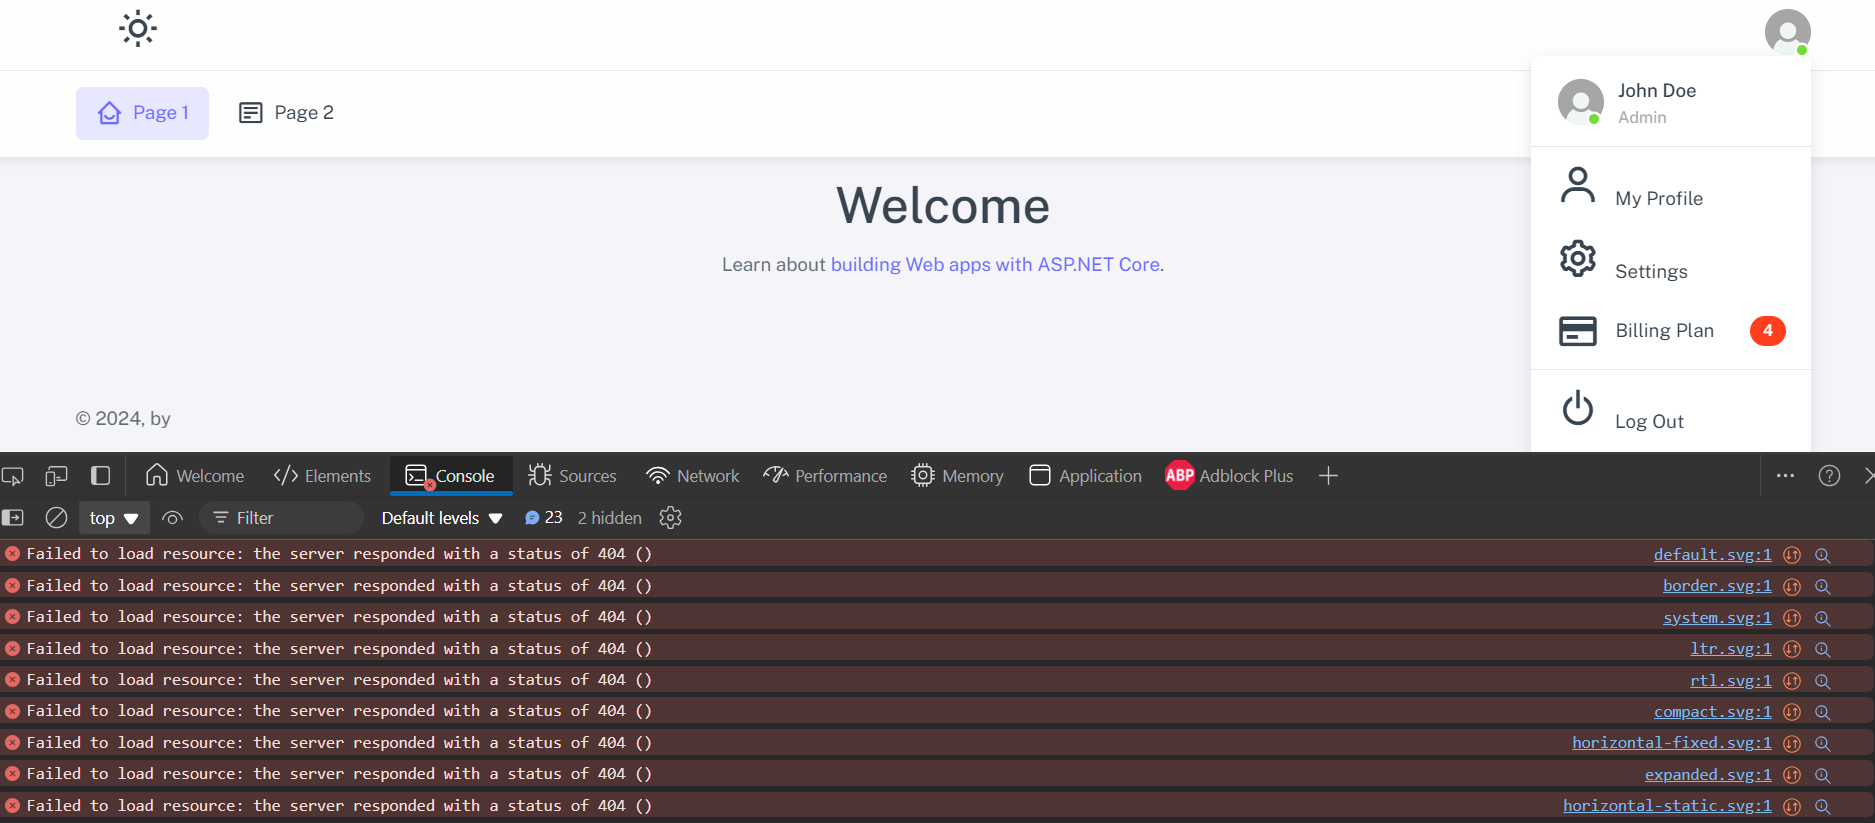 Page 1 Page 2
John Doe
Admin
My Profile
Settings
Billing Plan 4
Log Out
Welcome
Learn about building Web apps with ASP.NET Core.
© 2024, by
Welcome Elements Console Sources Network Performance Memory Application ABP Adblock Plus
top Filter Default levels 23 2 hidden
Failed to load resource: the server responded with a status of 404 () default.svg:1
Failed to load resource: the server responded with a status of 404 () border.svg:1
Failed to load resource: the server responded with a status of 404 () system.svg:1
Failed to load resource: the server responded with a status of 404 () ltr.svg:1
Failed to load resource: the server responded with a status of 404 () rtl.svg:1
Failed to load resource: the server responded with a status of 404 () compact.svg:1
Failed to load resource: the server responded with a status of 404 () horizontal-fixed.svg:1
Failed to load resource: the server responded with a status of 404 () expanded.svg:1
Failed to load resource: the server responded with a status of 404 () horizontal-static.svg:1